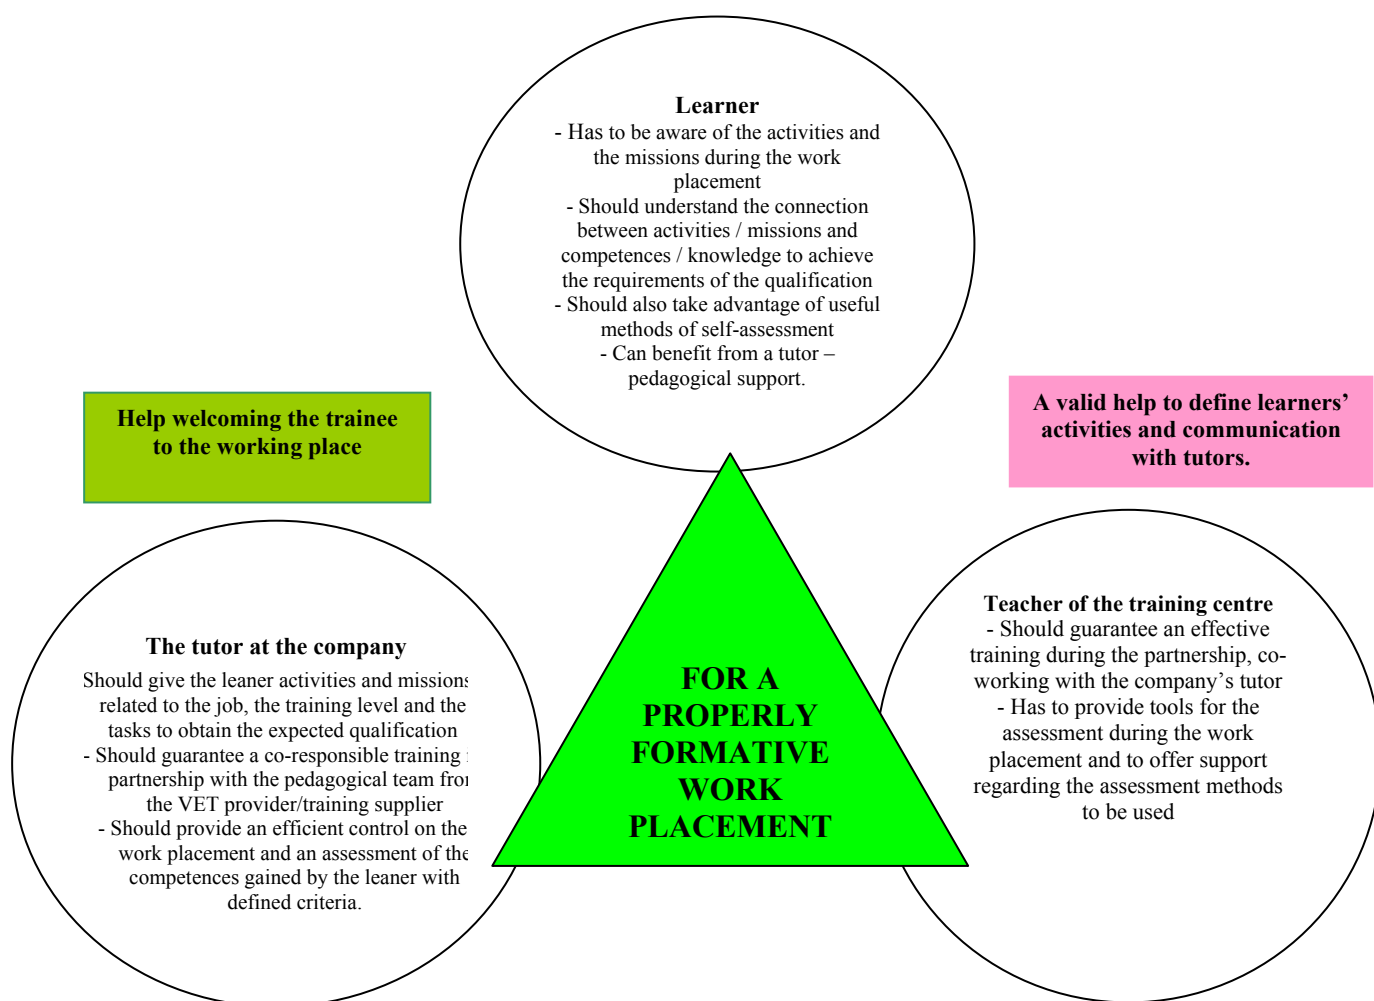 Learner
- Has to be aware of the activities and
the missions during the work
placement
- Should understand the connection
between activities / missions and
competences / knowledge to achieve
the requirements of the qualification
- Should also take advantage of useful
methods of self-assessment
- Can benefit from a tutor –
pedagogical support.
Help welcoming the trainee
to the working place
A valid help to define learners’
activities and communication
with tutors.
The tutor at the company
Should give the leaner activities and missions
related to the job, the training level and the
tasks to obtain the expected qualification
- Should guarantee a co-responsible training
partnership with the pedagogical team
the VET provider/training supplier
- Should provide an efficient control on the
work placement and an assessment of the
competences gained by the leaner with
defined criteria.
FOR A
PROPERLY
FORMATIVE
WORK
PLACEMENT
Teacher of the training centre
- Should guarantee an effective
training during the partnership, co-
working with the company’s tutor
- Has to provide tools for the
assessment during the work
placement and to offer support
regarding the assessment methods
to be used